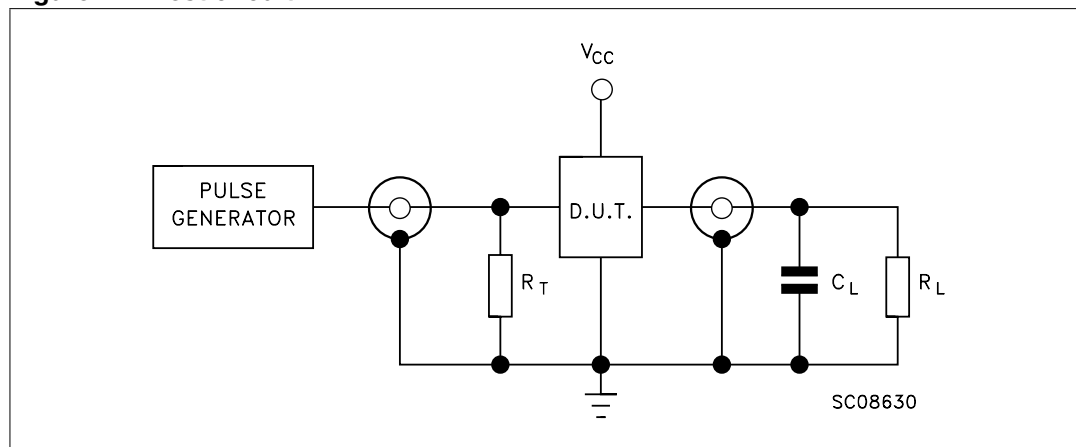 V_CC
PULSE
GENERATOR
D.U.T.
R_T
C_L
R_L
SC08630